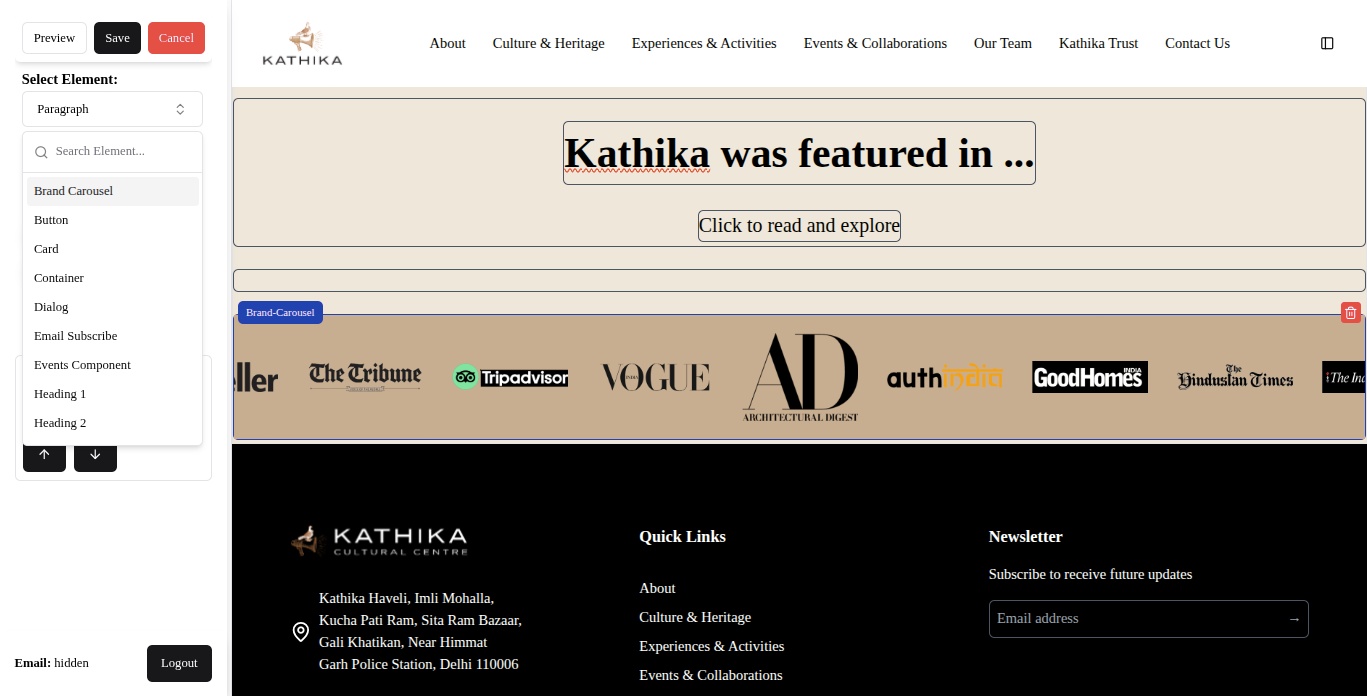 Preview Save Cancel
Select Element:
Paragraph
Search Element...
Brand Carousel
Button
Card
Container
Dialog
Email Subscribe
Events Component
Heading 1
Heading 2
Email: hidden
Logout
KATHIKA
About Culture & Heritage Experiences & Activities Events & Collaborations Our Team Kathika Trust Contact Us
Kathika was featured in ...
Click to read and explore
Brand-Carousel
eller
The Tribune
Tripadvisor
VOGUE
INDIA
AD
ARCHITECTURAL DIGEST
authindia
GoodHomes
INDIA
The
Hindustan Times
The Ind
KATHIKA
CULTURAL CENTRE
Kathika Haveli, Imli Mohalla,
Kucha Pati Ram, Sita Ram Bazaar,
Gali Khatikan, Near Himmat
Garh Police Station, Delhi 110006
Quick Links
About
Culture & Heritage
Experiences & Activities
Events & Collaborations
Newsletter
Subscribe to receive future updates
Email address →